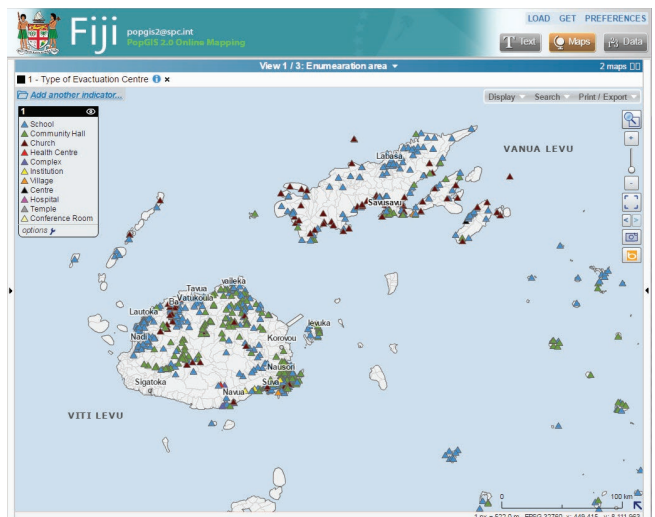 LOAD GET PREFERENCES
Fiji
popgis2@spc.int
PopGIS 2.0 Online Mapping
Text Maps Data
View 1 / 3: Enumearation area
2 maps
1 - Type of Evactuation Centre
Add another indicator...
Display Search Print / Export
1
School
Community Hall
Church
Health Centre
Complex
Institution
Village
Centre
Hospital
Temple
Conference Room
options
VANUA LEVU
Labasa
Savusavu
vaileka
Tavua
Ba
Vatukoula
Lautoka
levuka
Nadi
Korovou
Nausori
Sigatoka
Navua
Suva
VITI LEVU
0 100 km